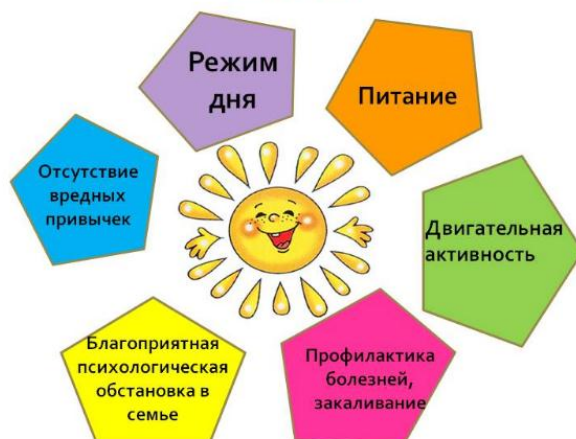 Режим
дня
Питание
Двигательная
активность
Профилактика
болезней,
закаливание
Благоприятная
психологическая
обстановка в
семье
Отсутствие
вредных
привычек